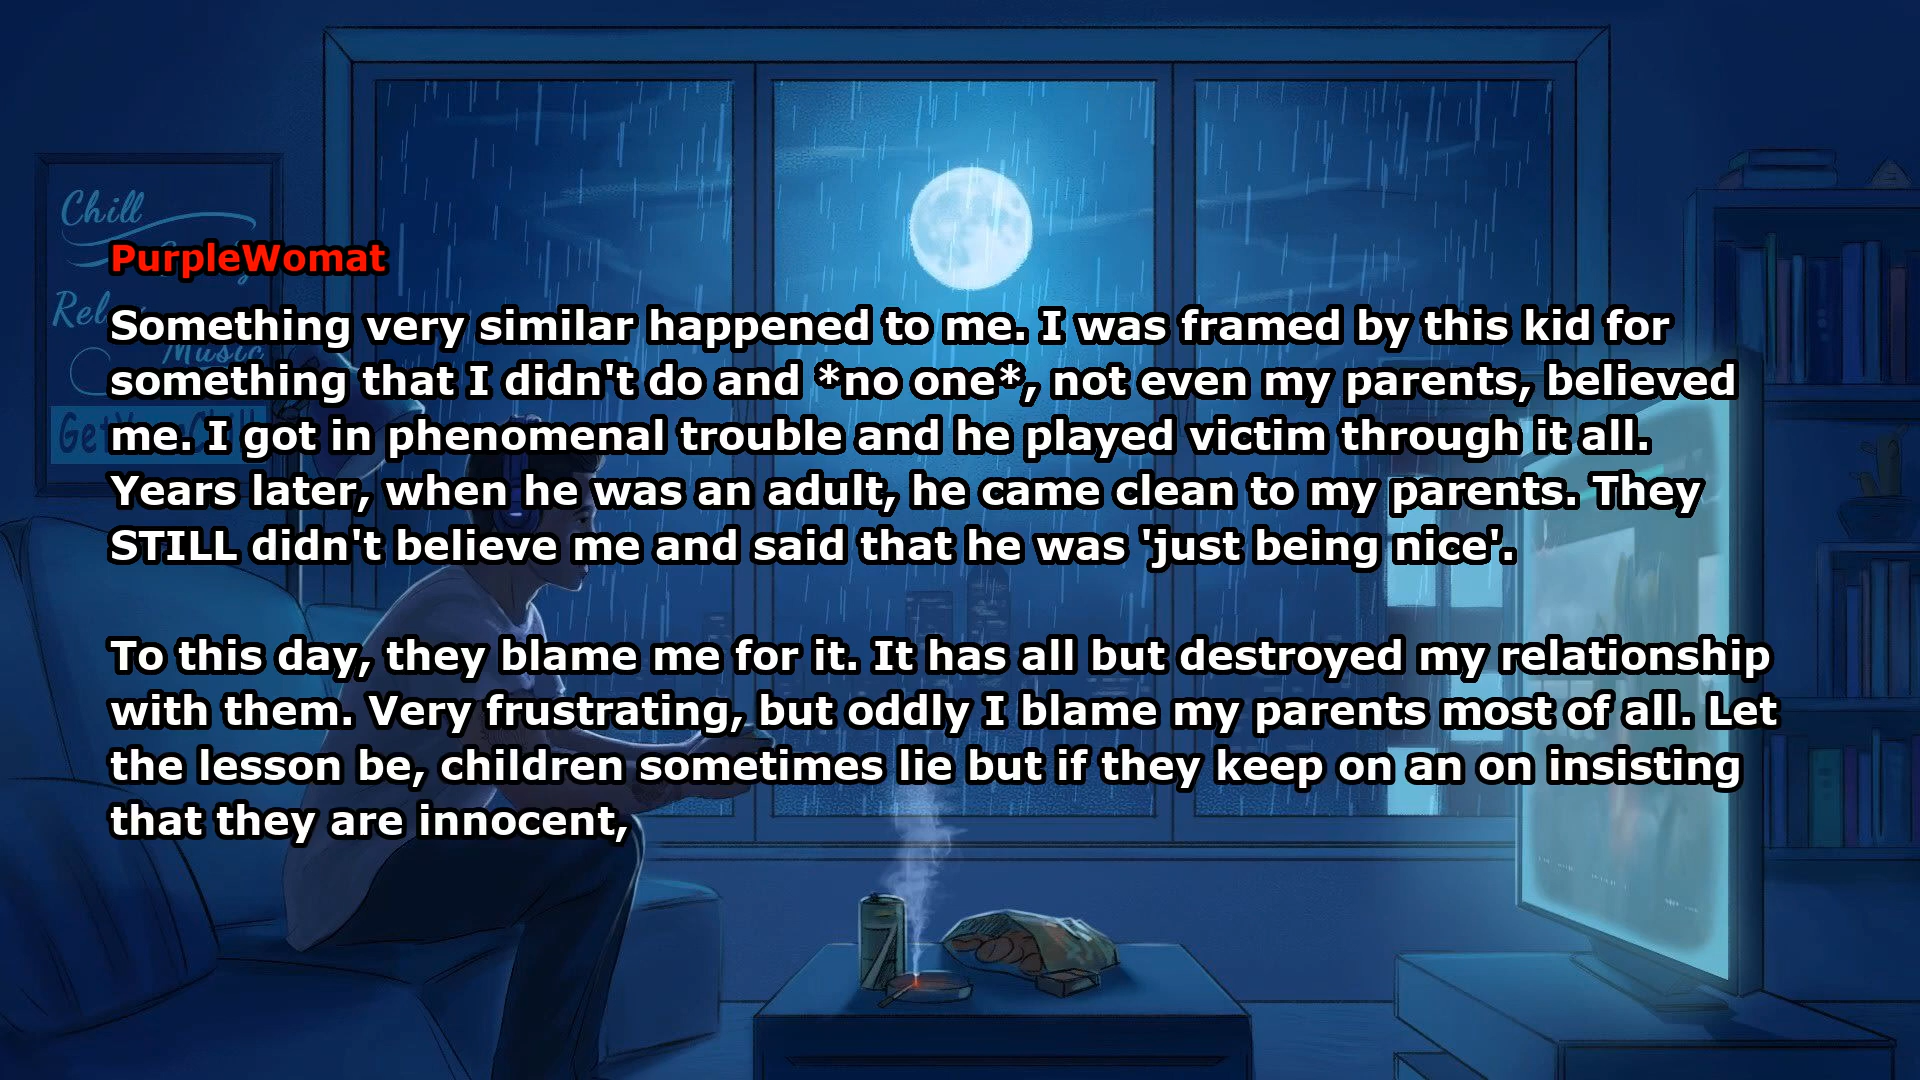 Chill
PurpleWomat
Something very similar happened to me. I was framed by this kid for
something that I didn't do and *no one*, not even my parents, believed
me. I got in phenomenal trouble and he played victim through it all.
Years later, when he was an adult, he came clean to my parents. They
STILL didn't believe me and said that he was 'just being nice'.
To this day, they blame me for it. It has all but destroyed my relationship
with them. Very frustrating, but oddly I blame my parents most of all. Let
the lesson be, children sometimes lie but if they keep on an on insisting
that they are innocent,
Music